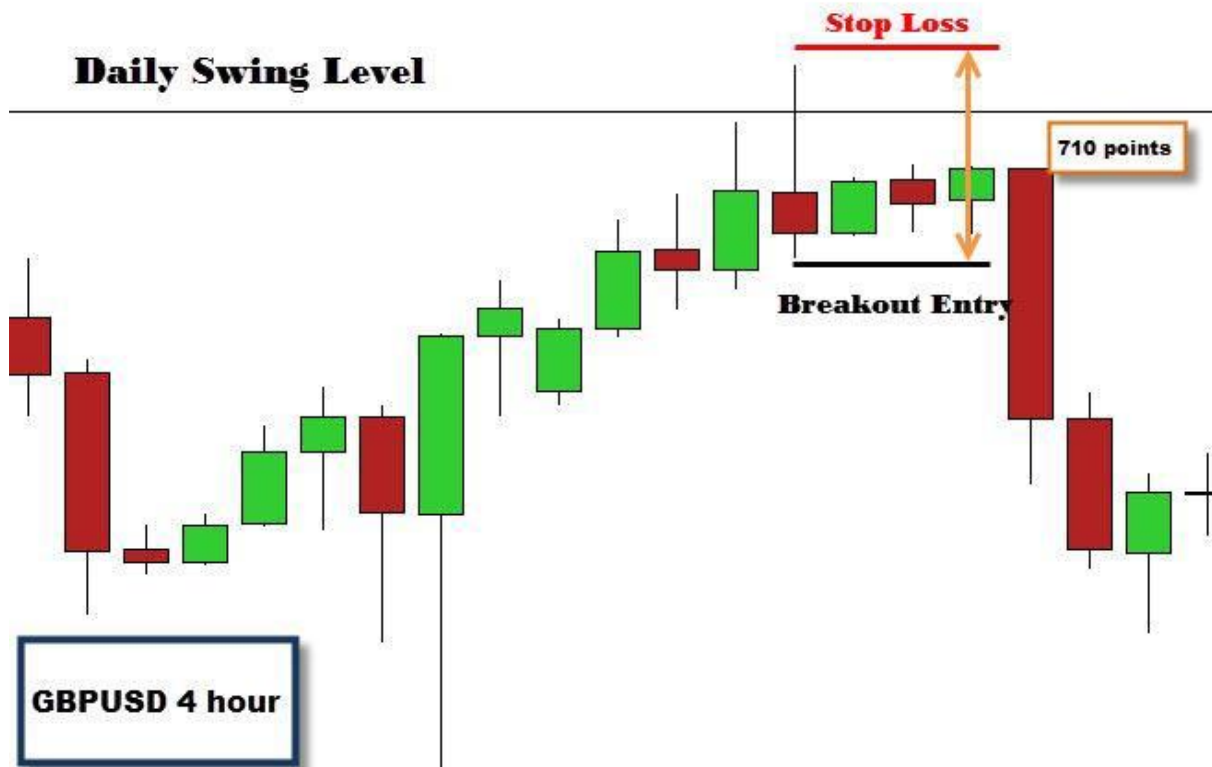 Stop Loss
Daily Swing Level
710 points
Breakout Entry
GBPUSD 4 hour